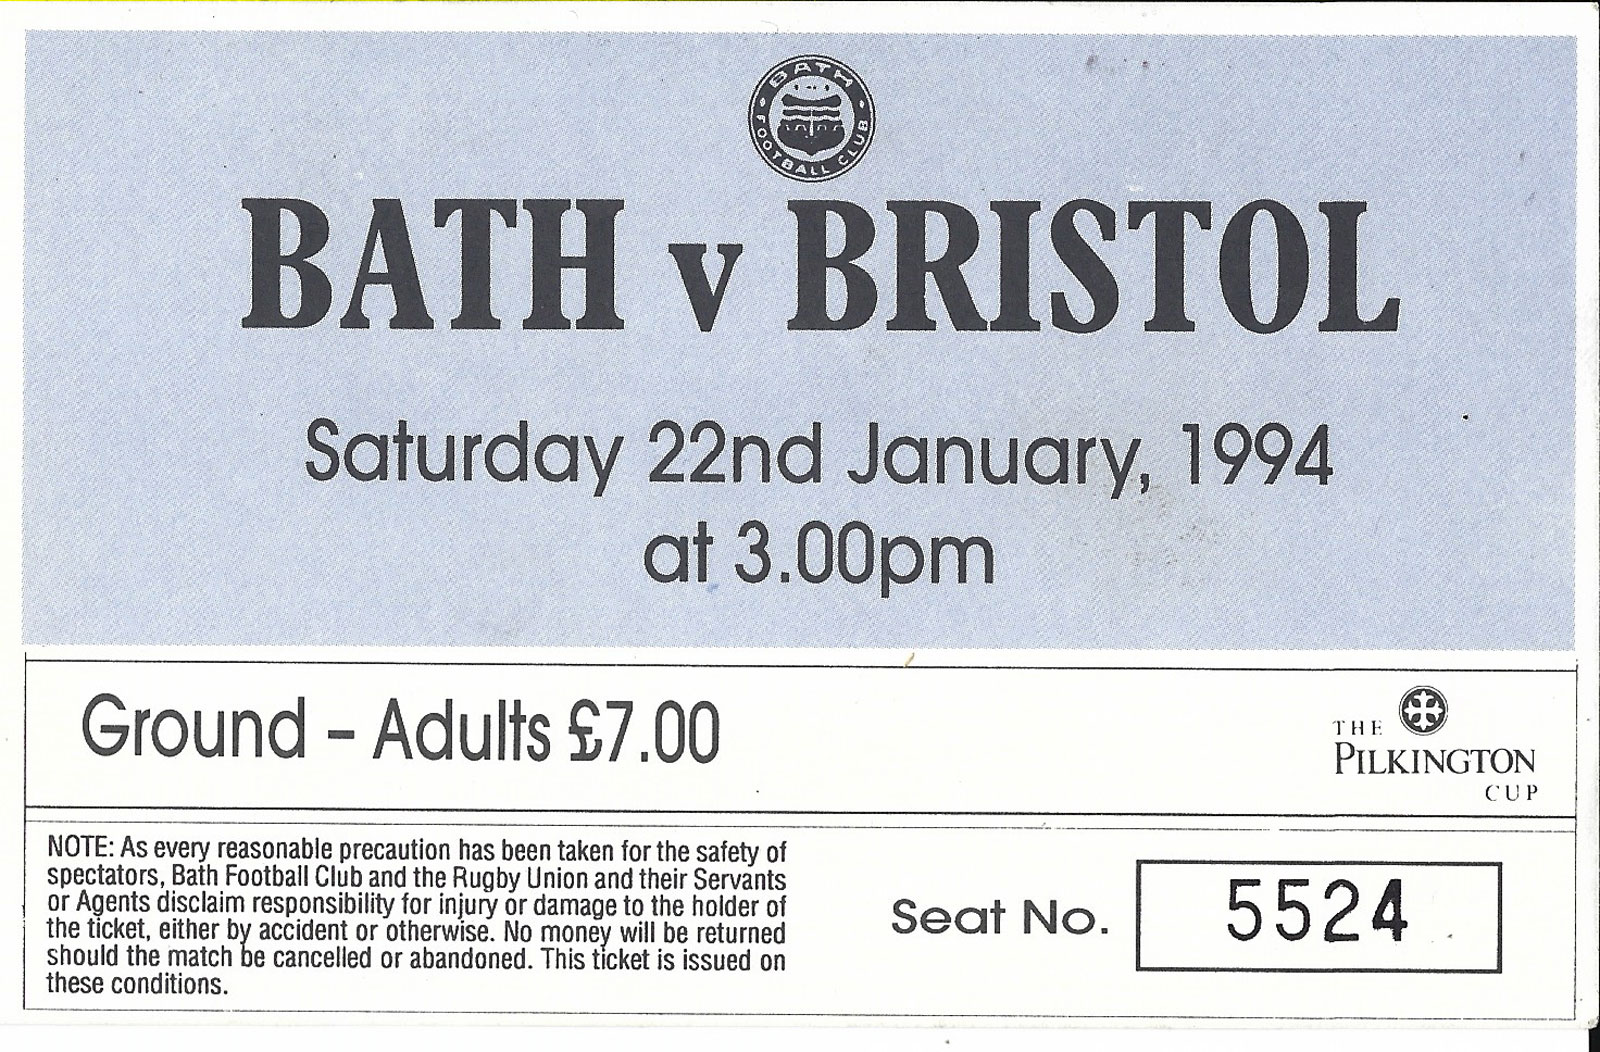 BATH
FOOTBALL CLUB
BATH v BRISTOL
Saturday 22nd January, 1994
at 3.00pm
Ground - Adults £7.00
THE
PILKINGTON
CUP
NOTE: As every reasonable precaution has been taken for the safety of
spectators, Bath Football Club and the Rugby Union and their Servants
or Agents disclaim responsibility for injury or damage to the holder of
the ticket, either by accident or otherwise. No money will be returned
should the match be cancelled or abandoned. This ticket is issued on
these conditions.
Seat No. 5524